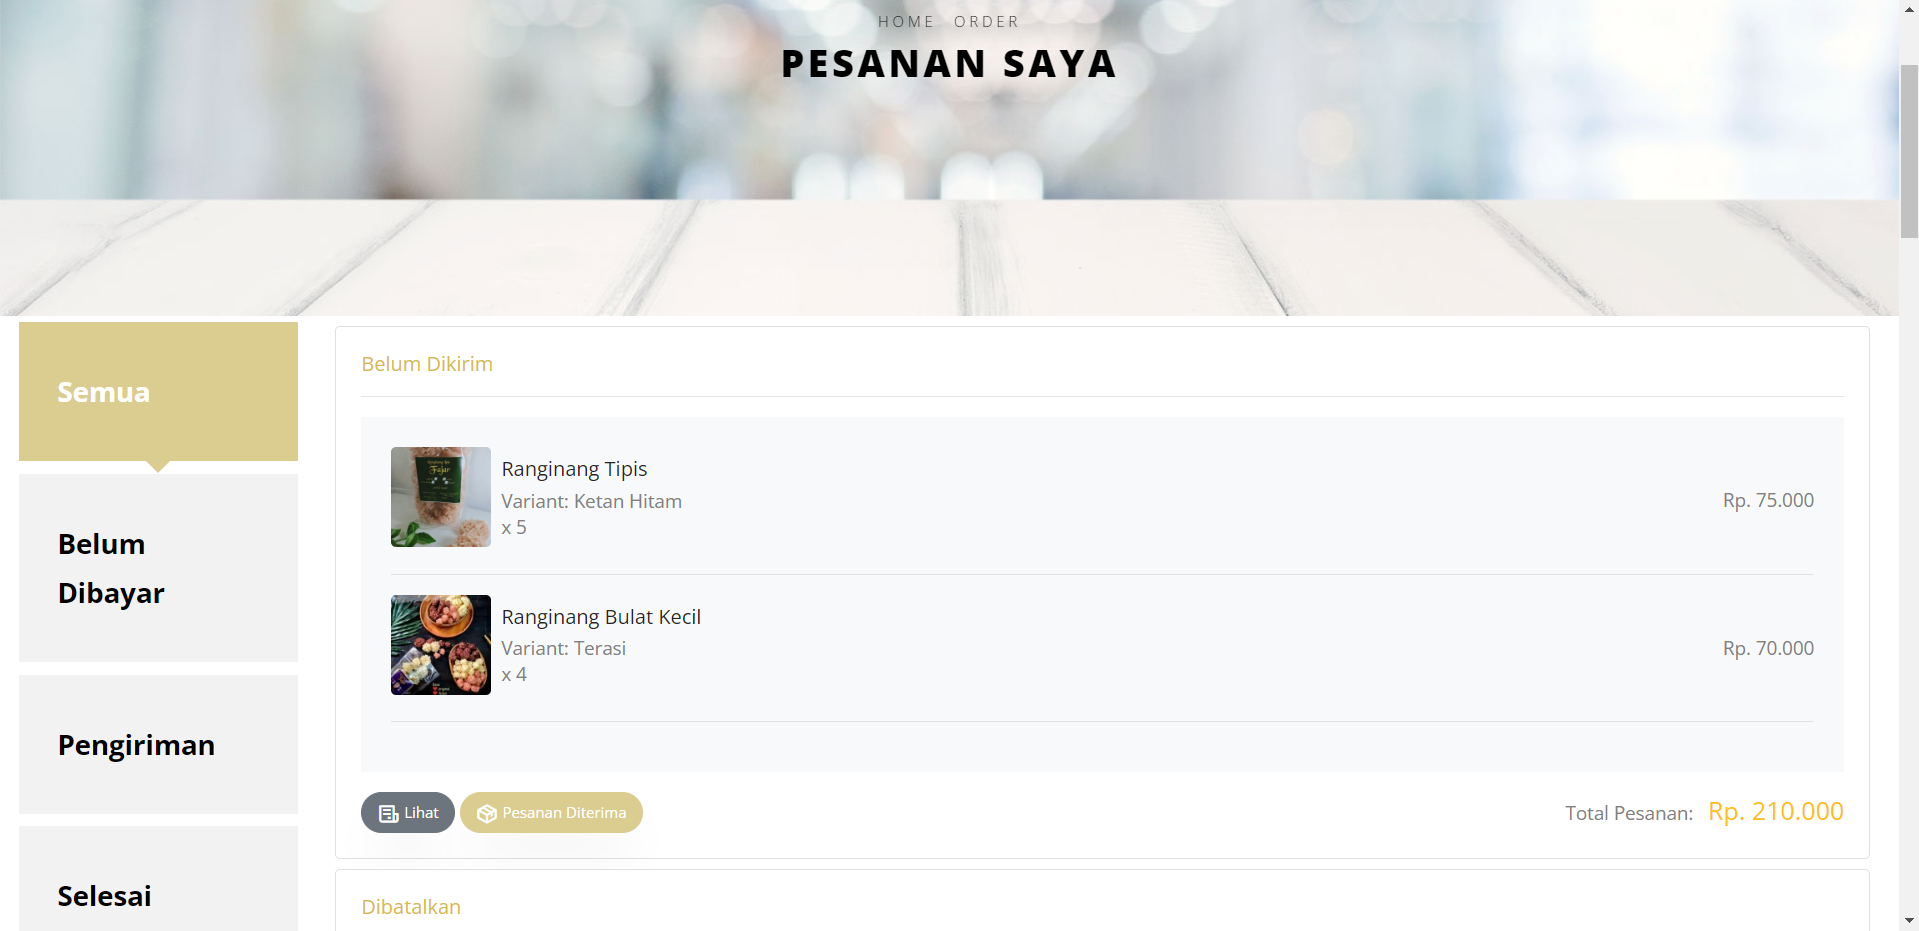 HOME ORDER
PESANAN SAYA
Semua
Belum
Dibayar
Pengiriman
Selesai
Belum Dikirim
Fajar
Ranginang Tipis
Variant: Ketan Hitam
x 5
Rp. 75.000
Ranginang Bulat Kecil
Variant: Terasi
x 4
Rp. 70.000
Lihat
Pesanan Diterima
Total Pesanan: Rp. 210.000
Dibatalkan